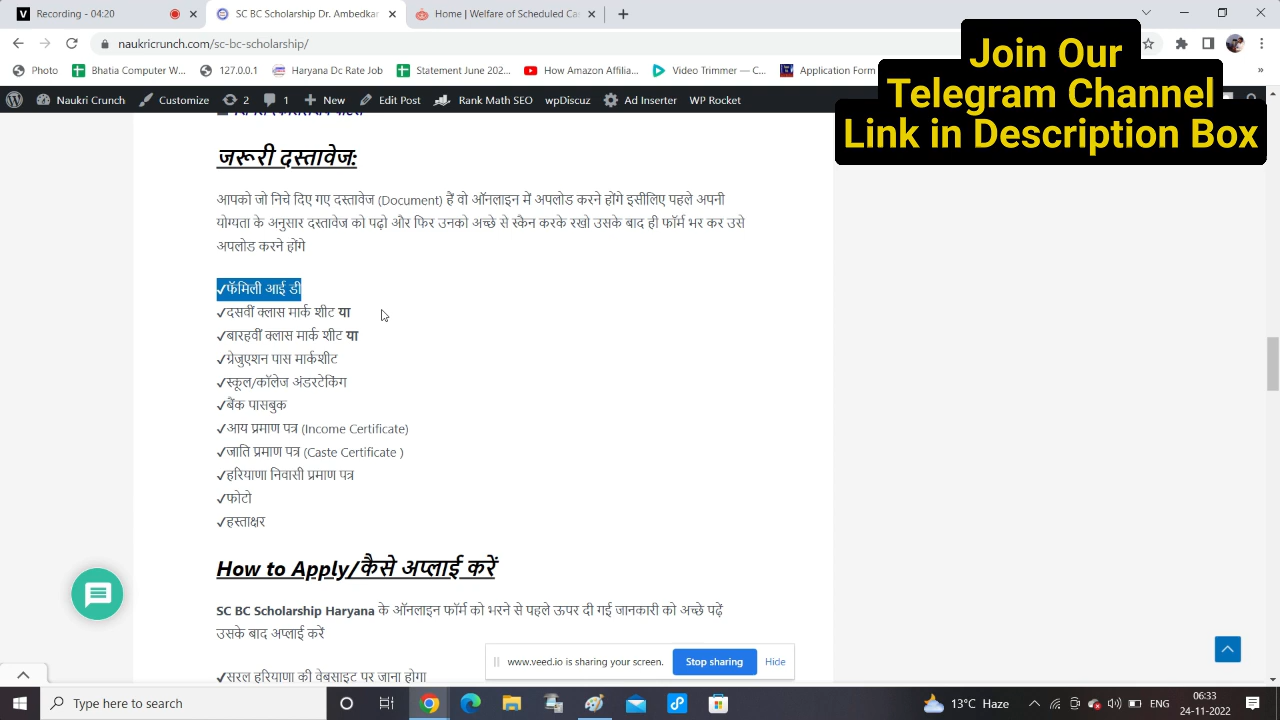 Recording - 04:20
SC BC Scholarship Dr. Ambedkar
Home | Welfare of Scheduled Cas
naukricrunch.com/sc-bc-scholarship/
Join Our
Telegram Channel
Link in Description Box
Photo
Bhatia Computer W...
127.0.0.1
Haryana Dc Rate Job
Statement June 202...
How Amazon Affilia...
Video Trimmer — C...
Application Form
Naukri Crunch
Customize
2
1
New
Edit Post
Rank Math SEO
wpdiscuz
Ad Inserter
WP Rocket
जरूरी दस्तावेज:
आपको जो निचे दिए गए दस्तावेज (Document) हैं वो ऑनलाइन में अपलोड करने होंगे इसीलिए पहले अपनी
योग्यता के अनुसार दस्तावेज को पढ़ो और फिर उनको अच्छे से स्कैन करके रखो उसके बाद ही फॉर्म भर कर उसे
अपलोड करने होंगे
✓फॅमिली आई डी
✓दसवीं क्लास मार्क शीट या
✓बारहवीं क्लास मार्क शीट या
✓ग्रेजुएशन पास मार्कशीट
✓स्कूल/कॉलेज अंडरटेकिंग
✓बैंक पासबुक
✓आय प्रमाण पत्र (Income Certificate)
✓जाति प्रमाण पत्र (Caste Certificate )
✓हरियाणा निवासी प्रमाण पत्र
✓फोटो
✓हस्ताक्षर
How to Apply/कैसे अप्लाई करें
SC BC Scholarship Haryana के ऑनलाइन फॉर्म को भरने से पहले ऊपर दी गई जानकारी को अच्छे पढ़ें
उसके बाद अप्लाई करें
www.veed.io is sharing your screen.
Stop sharing
Hide
✓सरल हरियाणा की वेबसाइट पर जाना होगा
Type here to search
13°C Haze
ENG
06:33
24-11-2022